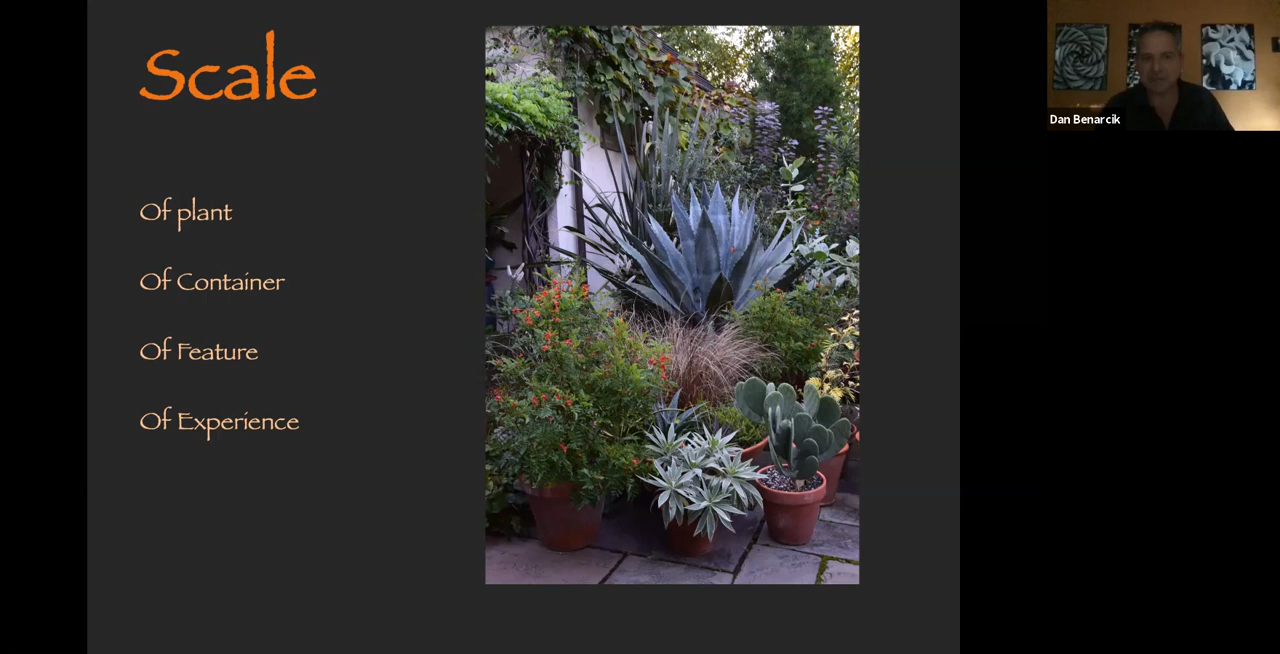 Scale
Of plant
Of Container
Of Feature
Of Experience
Dan Benarcik